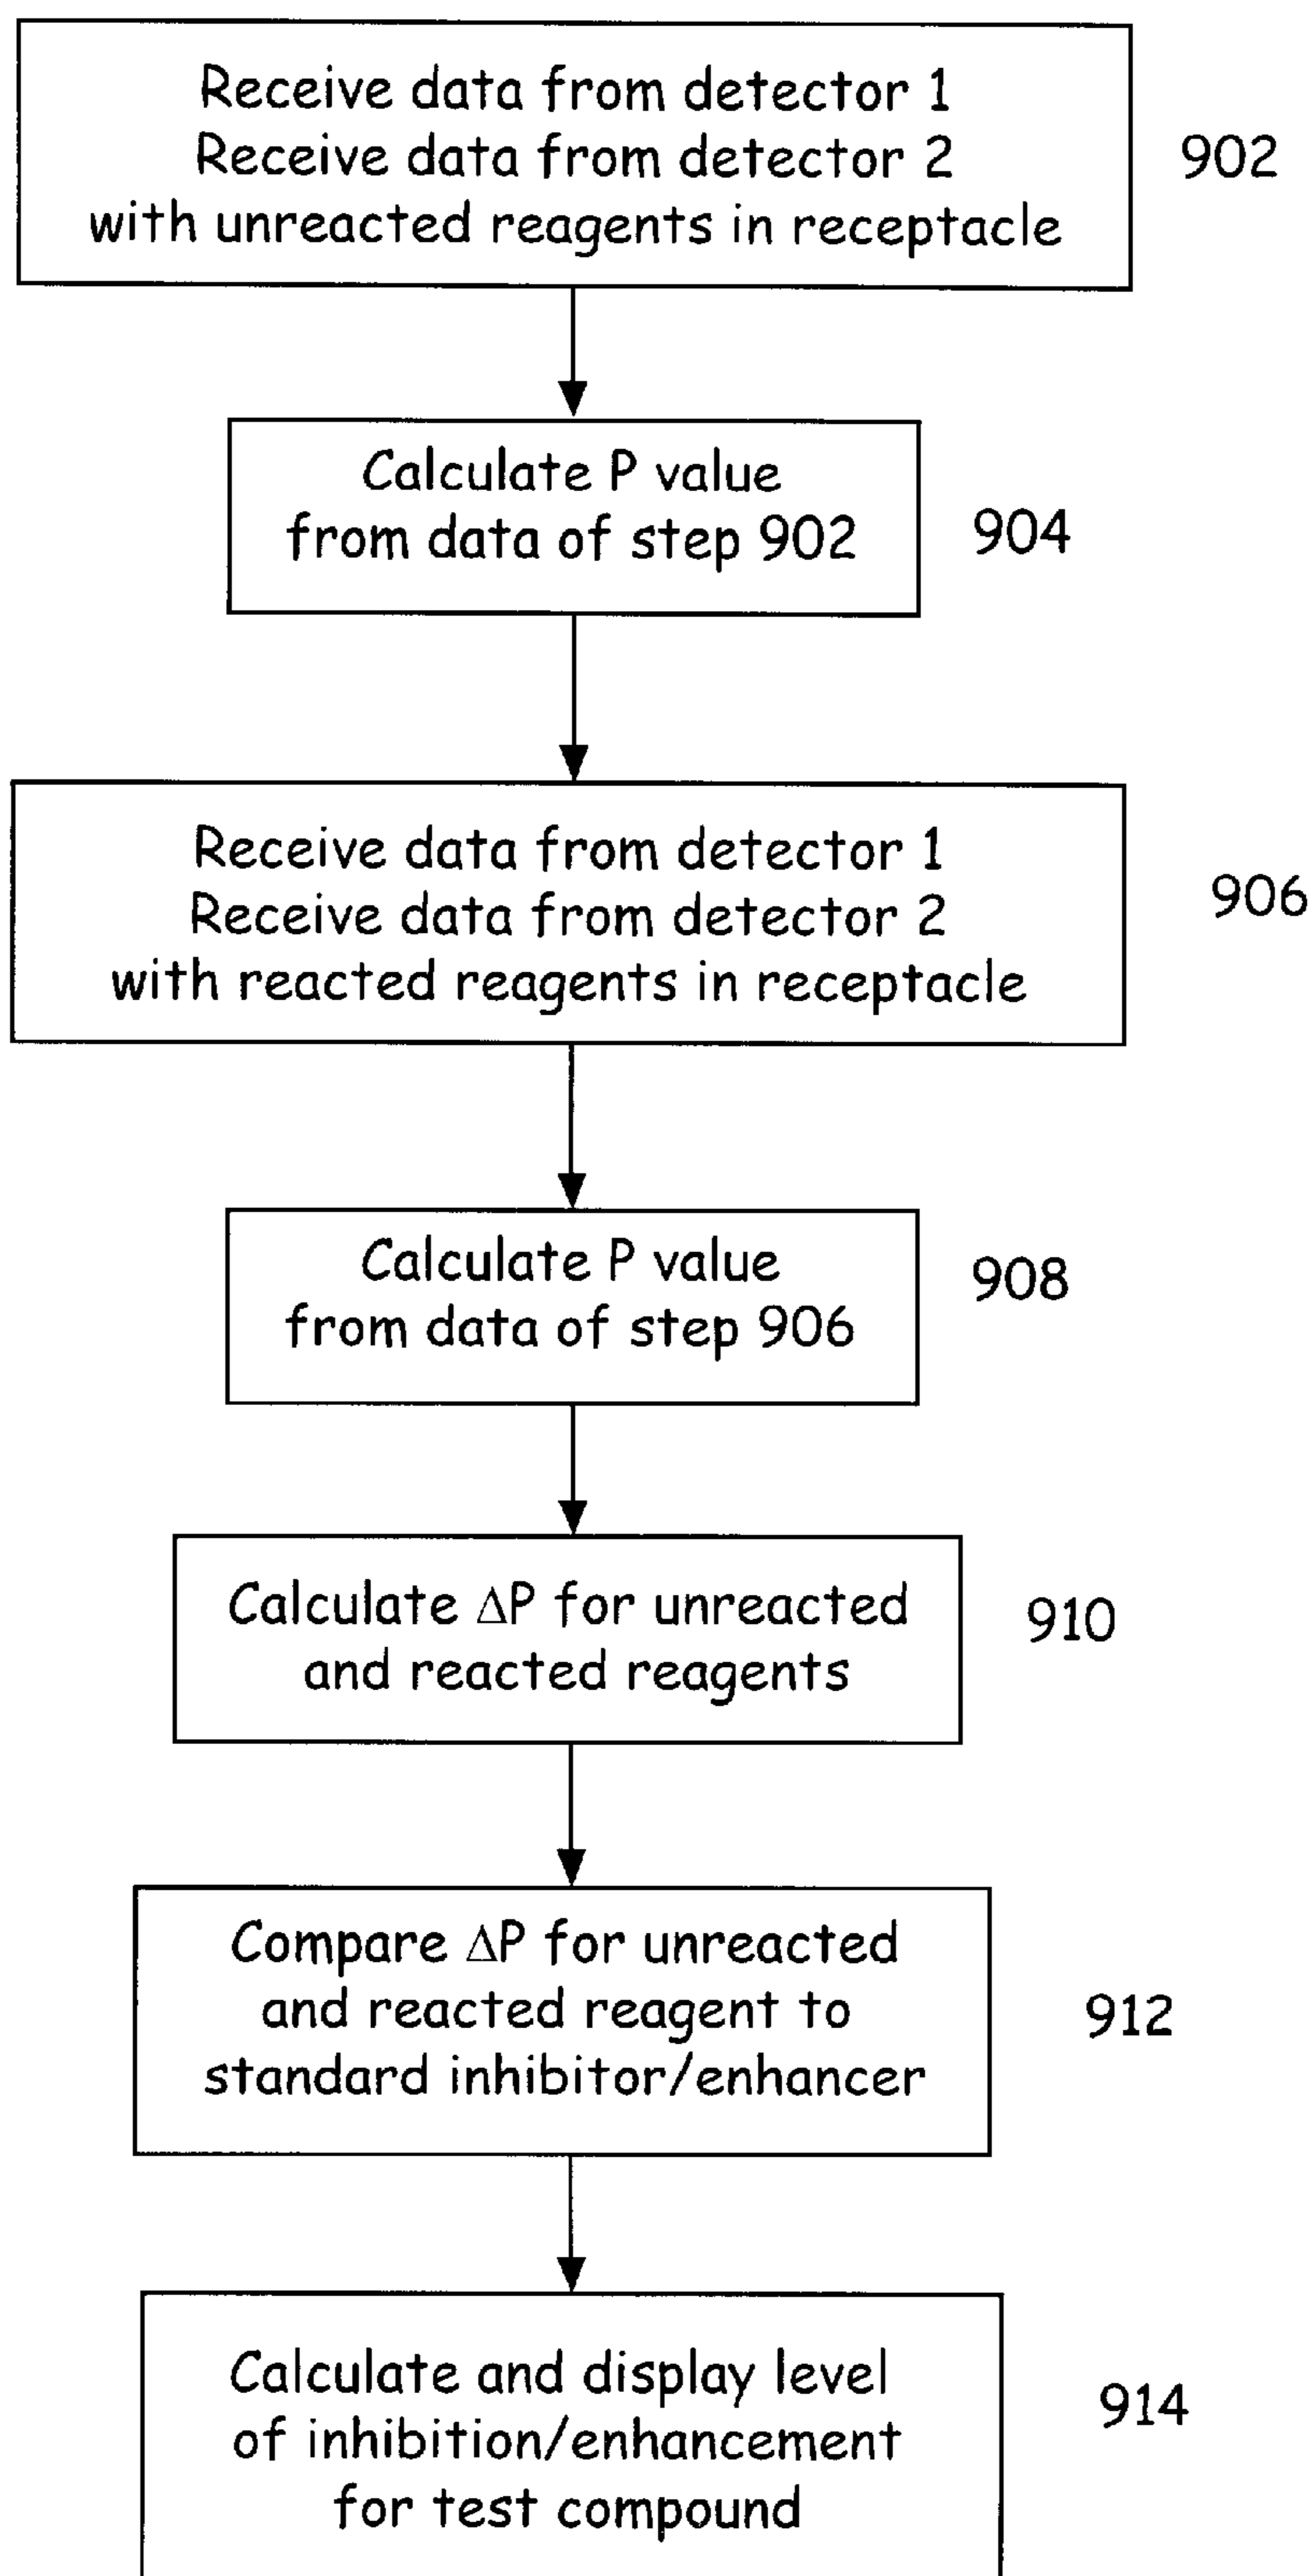 Receive data from detector 1
Receive data from detector 2
with unreacted reagents in receptacle
902
Calculate P value
from data of step 902
904
Receive data from detector 1
Receive data from detector 2
with reacted reagents in receptacle
906
Calculate P value
from data of step 906
908
Calculate ΔP for unreacted
and reacted reagents
910
Compare ΔP for unreacted
and reacted reagent to
standard inhibitor/enhancer
912
Calculate and display level
of inhibition/enhancement
for test compound
914